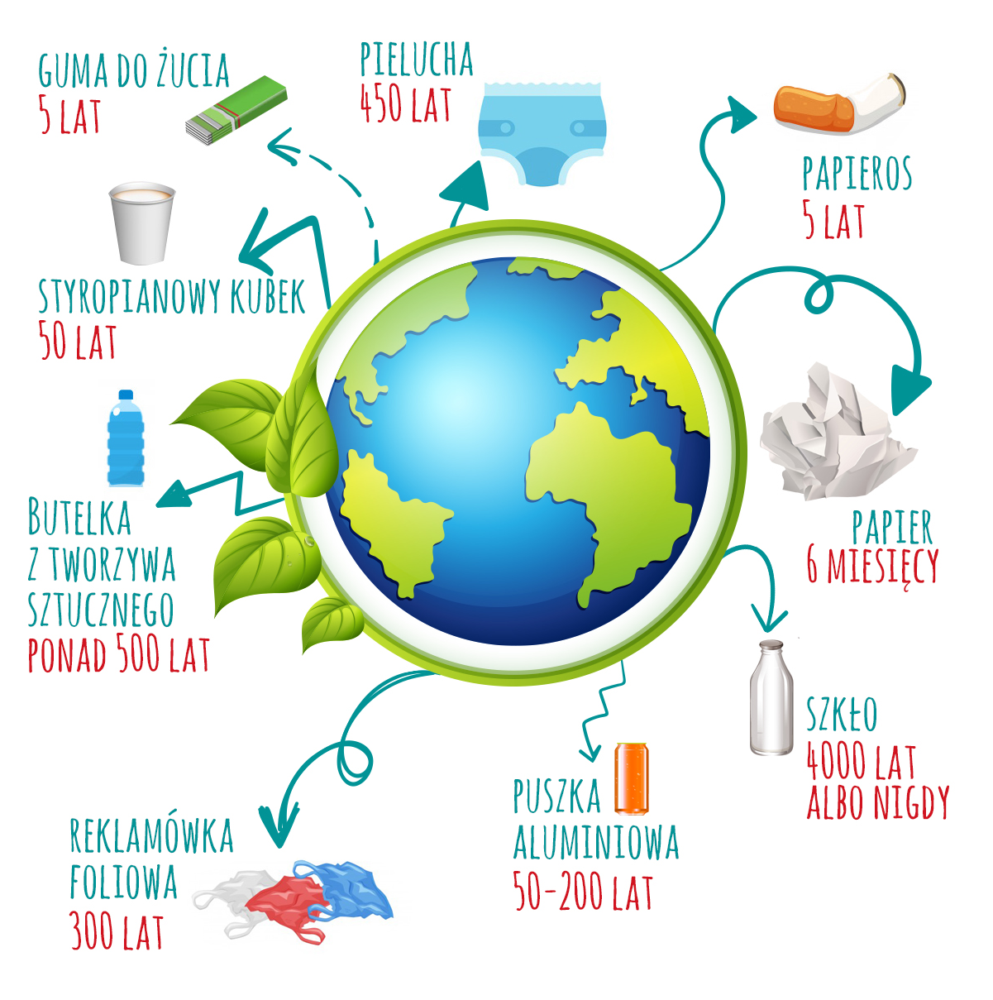 GUMA DO ŻUCIA
5 LAT
PIELUCHA
450 LAT
PAPIEROS
5 LAT
STYROPIANOWY KUBEK
50 LAT
BUTELKA
Z TWORZYWA
SZTUCZNEGO
PONAD 500 LAT
PAPIER
6 MIESIĘCY
SZKŁO
4000 LAT
ALBO NIGDY
PUSZKA
ALUMINIOWA
50-200 LAT
REKLAMÓWKA
FOLIOWA
300 LAT